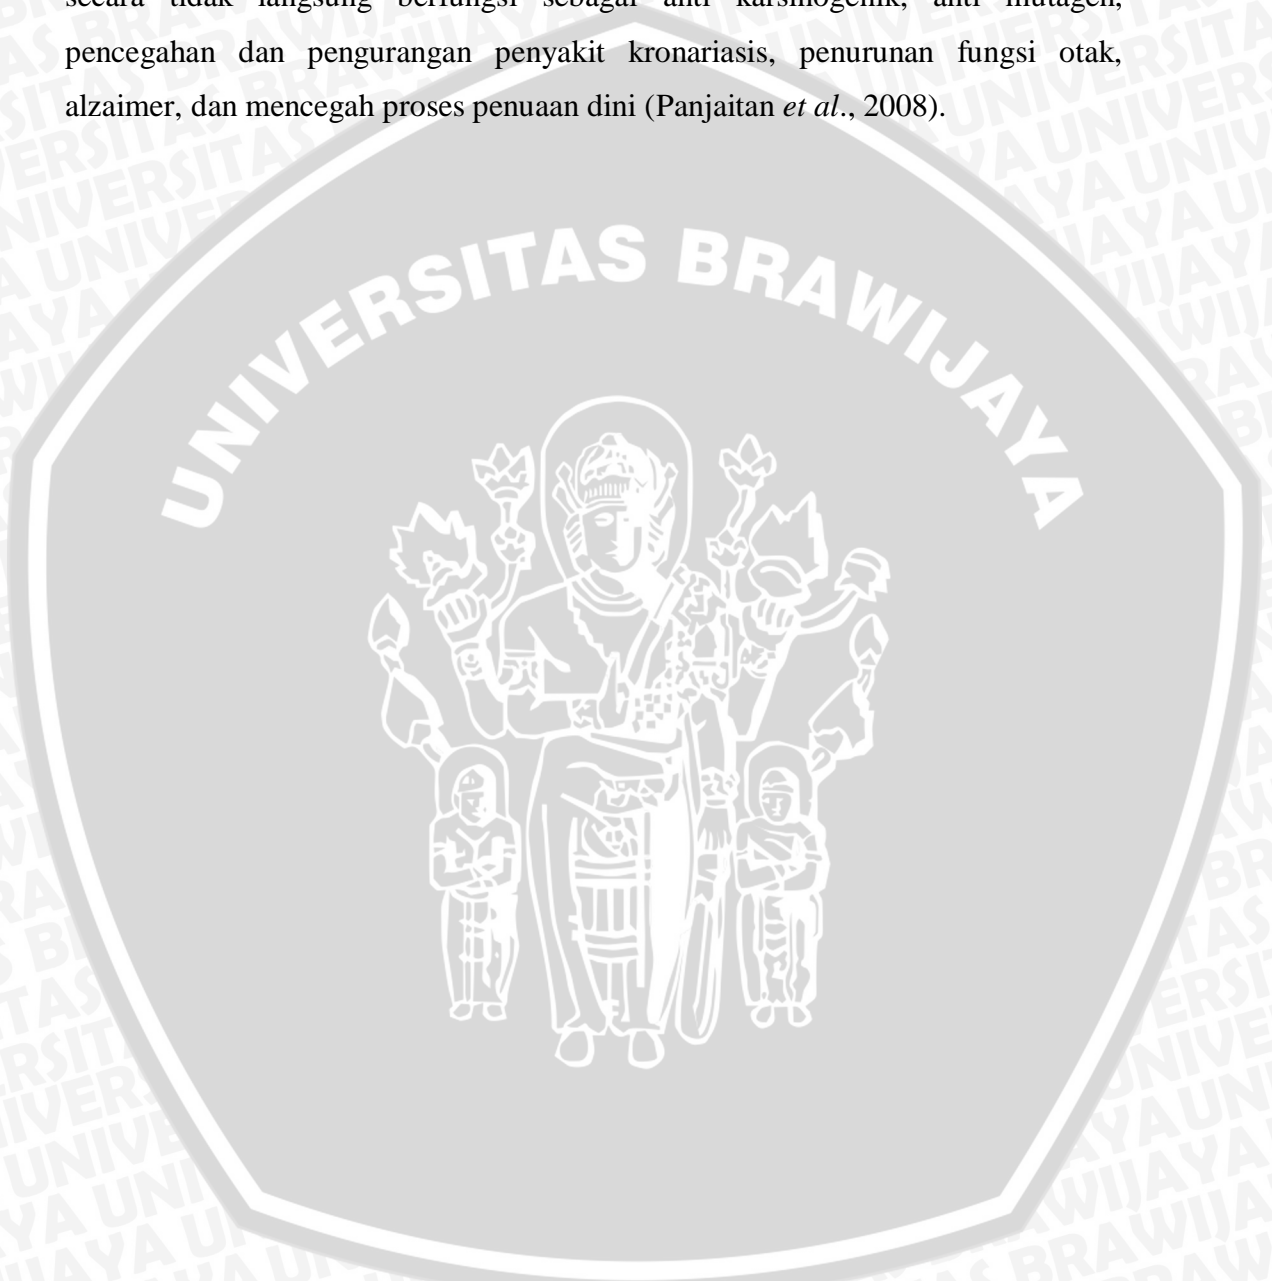 secara tidak langsung berfungsi sebagai anti karsinogenik, anti mutagen,
pencegahan dan pengurangan penyakit kronariasis, penurunan fungsi otak,
alzaimer, dan mencegah proses penuaan dini (Panjaitan et al., 2008).
UNIVERSITAS BRAWIJAYA